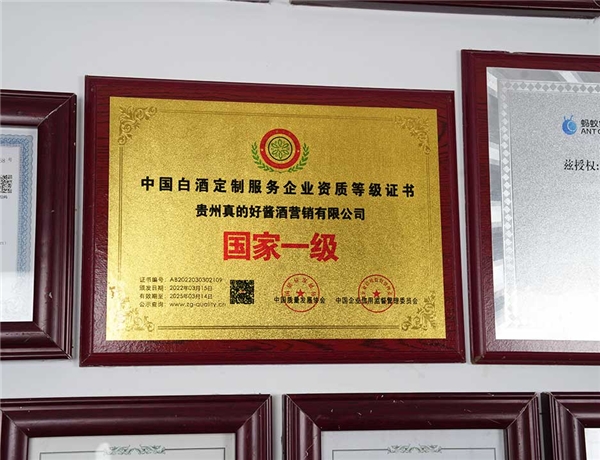 中国白酒定制服务企业资质等级证书
贵州真的好酱酒营销有限公司
国家一级
证书编号： AB2022030302109
颁发日期： 2022年03月15日
有效期至： 2025年03月14日
公示查询： www.zg-quality.cn
中国质量发展协会
中国企业信用监督管理委员会
蚂蚁
ANT
兹授权: